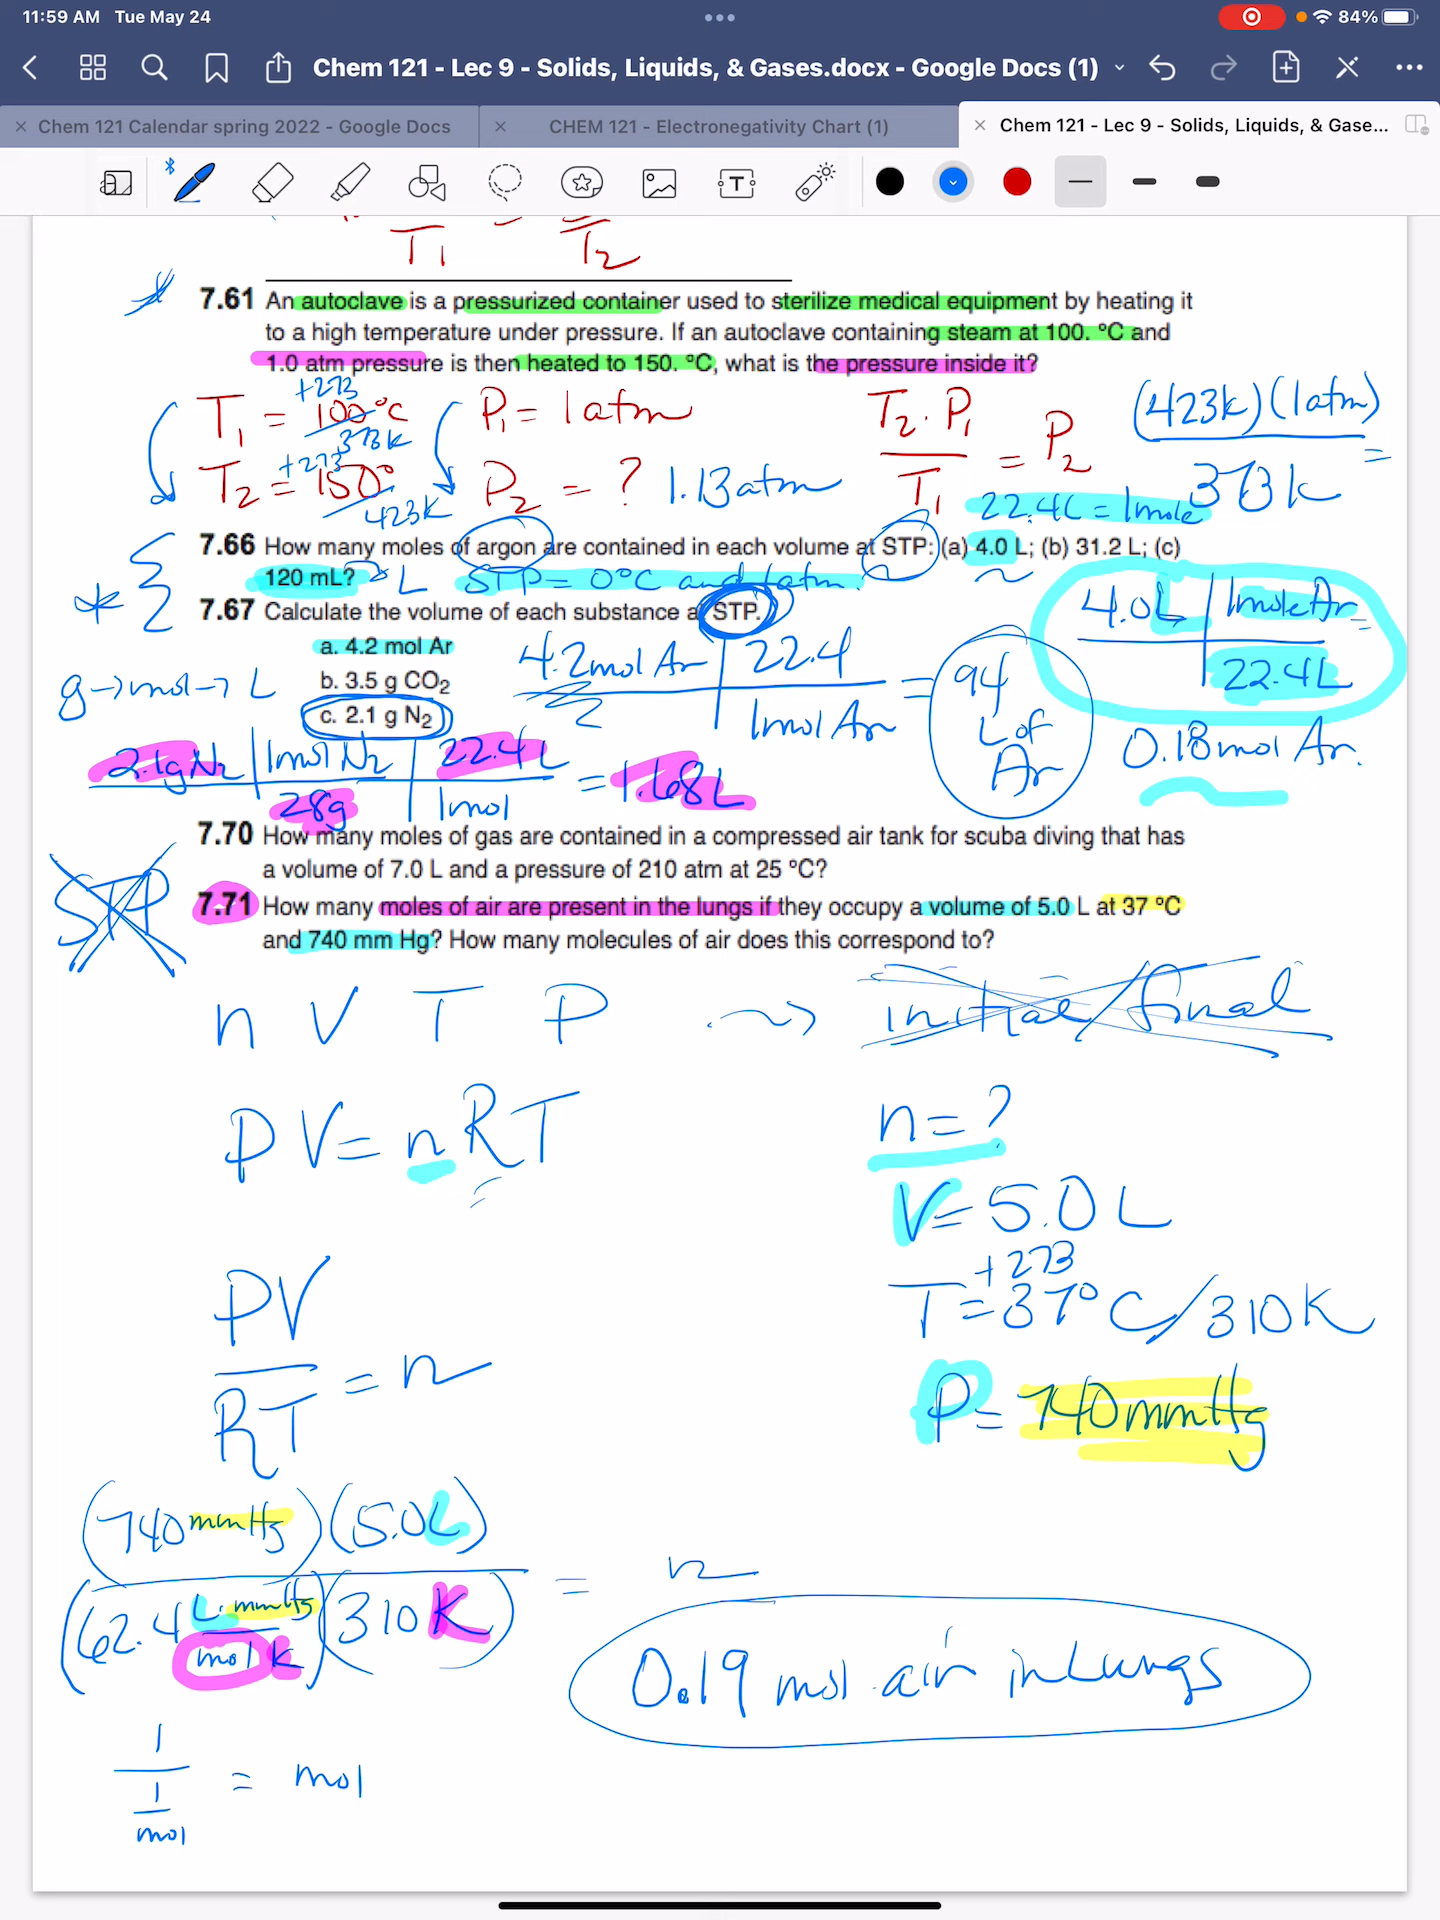 11:59 AM Tue May 24
84%
Chem 121 - Lec 9 - Solids, Liquids, & Gases.docx - Google Docs (1)
Chem 121 Calendar spring 2022 - Google Docs
CHEM 121 - Electronegativity Chart (1)
Chem 121 - Lec 9 - Solids, Liquids, & Gase...
T1 = T2
7.61 An autoclave is a pressurized container used to sterilize medical equipment by heating it
to a high temperature under pressure. If an autoclave containing steam at 100. °C and
1.0 atm pressure is then heated to 150. °C, what is the pressure inside it?
+273
T1 = 100°C
373K
P1 = 1atm
T2 · P1 / T1 = P2
(423K)(1atm) / 373K =
+273
T2 = 150°
423K
P2 = ? 1.13atm
22.4L = 1mole
7.66 How many moles of argon are contained in each volume at STP: (a) 4.0 L; (b) 31.2 L; (c)
120 mL?
L
STP = 0°C and 1atm
7.67 Calculate the volume of each substance at STP.
4.0L | 1mole Ar =
22.4L
0.18mol Ar.
a. 4.2 mol Ar
b. 3.5 g CO2
c. 2.1 g N2
g → mol → L
4.2mol Ar | 22.4
1mol Ar
= 94
L of
Ar
2.1gN2 | 1mol N2 | 22.4L
28g | 1mol
= 1.68L
7.70 How many moles of gas are contained in a compressed air tank for scuba diving that has
a volume of 7.0 L and a pressure of 210 atm at 25 °C?
STP
7.71 How many moles of air are present in the lungs if they occupy a volume of 5.0 L at 37 °C
and 740 mm Hg? How many molecules of air does this correspond to?
n V T P initial/final
PV = nRT
n = ?
V = 5.0L
+273
T = 37°C/310K
P = 740mmHg
PV
RT
= n
(740mmHg)(5.0L)
(62.4 L·mmHg / mol K)(310K)
= n
0.19 mol air in Lungs
1
1
mol
= mol